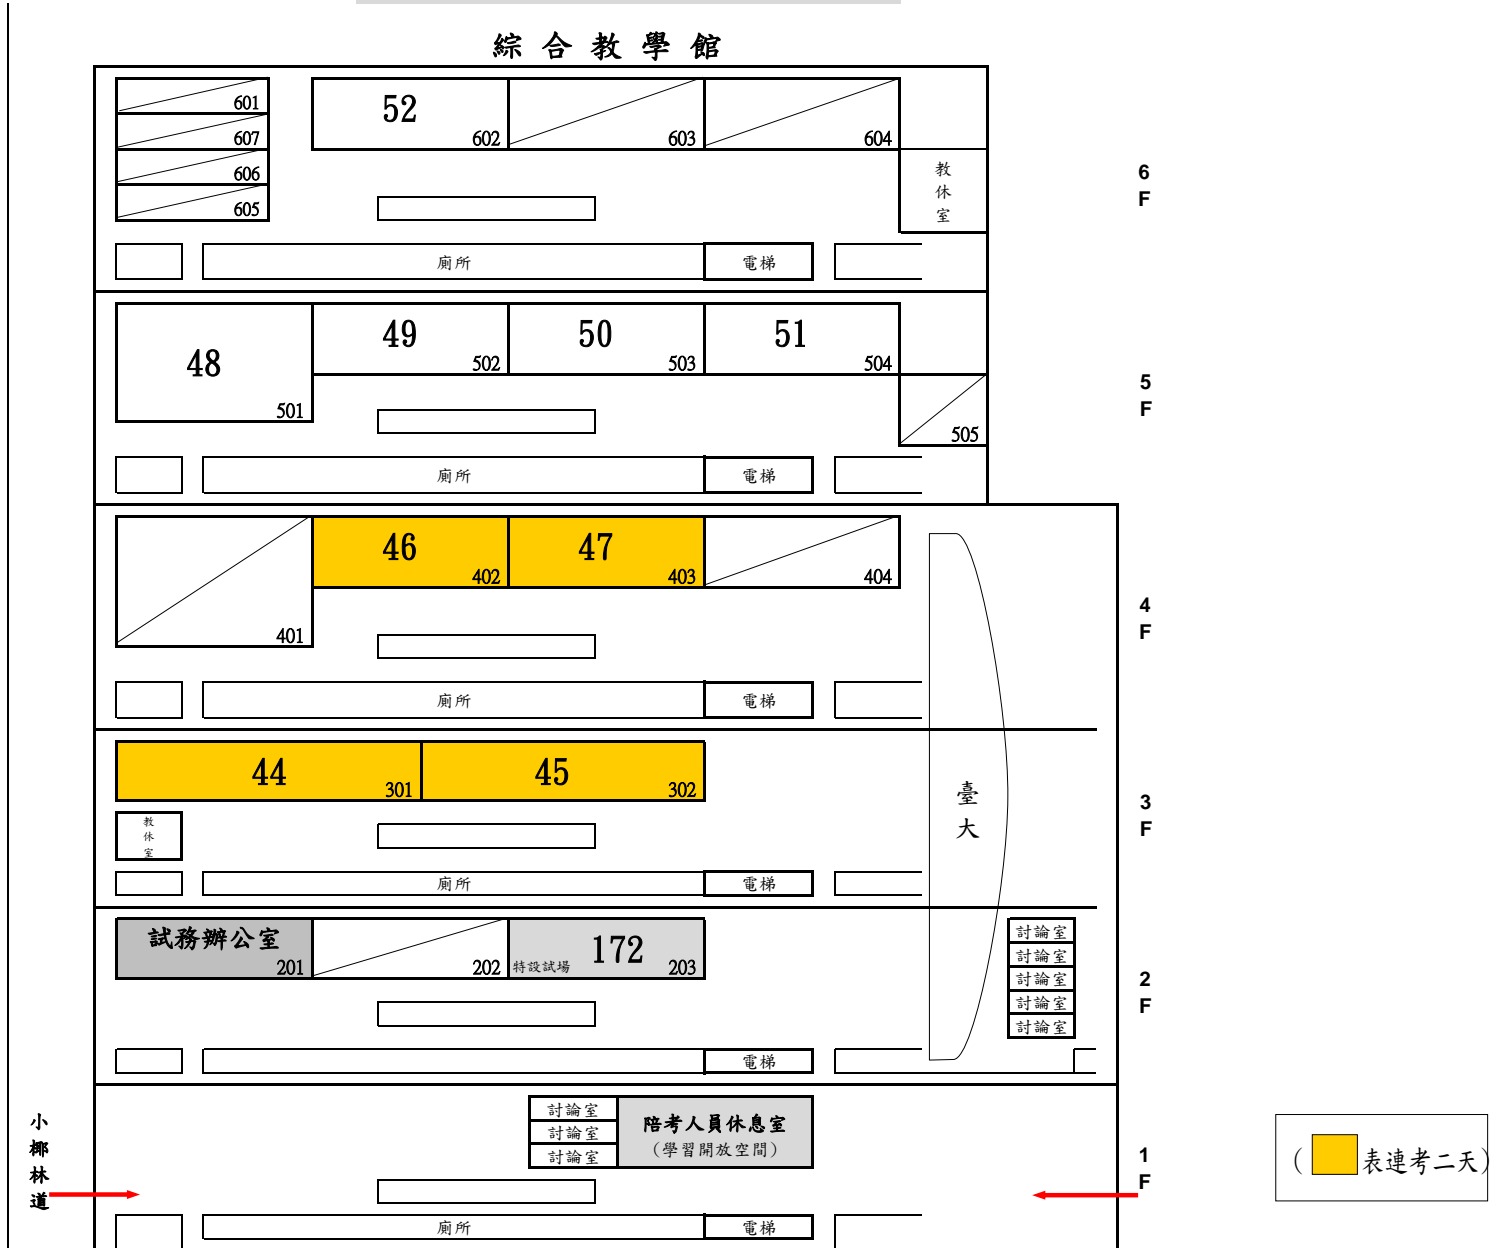 綜合教學館
601
607
606
605
52
602
603
604
教休室
6F
廁所
電梯
48
501
49
502
50
503
51
504
505
5F
廁所
電梯
401
46
402
47
403
404
4F
廁所
電梯
44
301
45
302
教休室
臺大
3F
廁所
電梯
試務辦公室
201
202
特設試場
172
203
討論室
討論室
討論室
討論室
討論室
2F
電梯
討論室
討論室
討論室
陪考人員休息室
(學習開放空間)
1F
小椰林道
廁所
電梯
( 表連考二天)